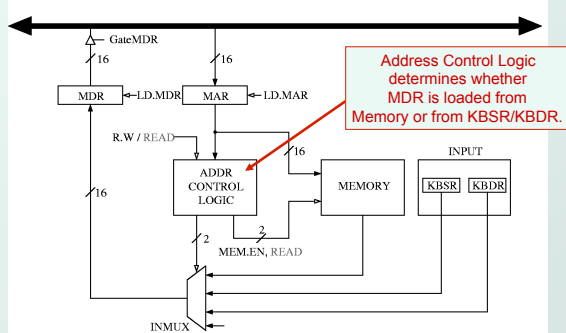 GateMDR
16
16
Address Control Logic
determines whether
MDR is loaded from
Memory or from KBSR/KBDR.
MDR
LD.MDR
MAR
LD.MAR
R.W / READ
16
INPUT
ADDR
CONTROL
LOGIC
MEMORY
KBSR
KBDR
16
2
2
MEM.EN, READ
INMUX